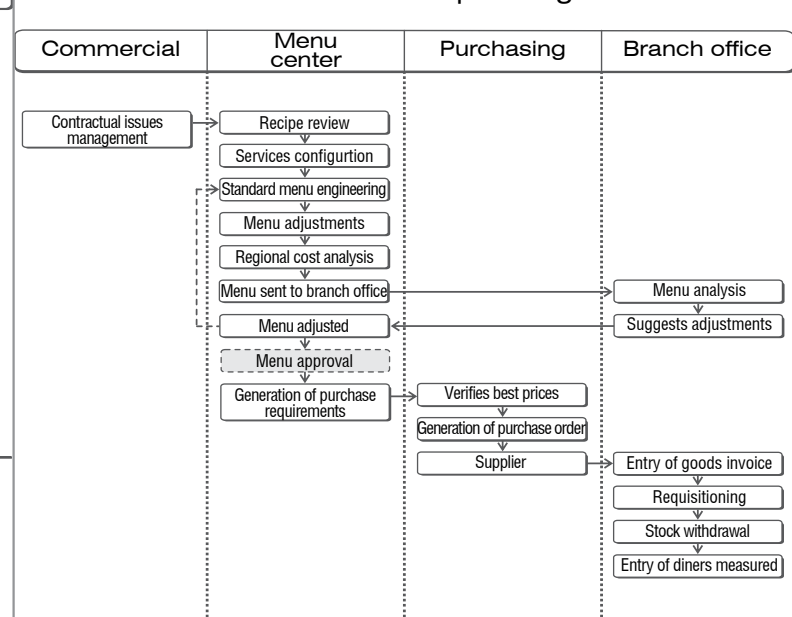 Commercial
Menu
center
Purchasing
Branch office
Contractual issues
management
Recipe review
Services configurtion
Standard menu engineering
Menu adjustments
Regional cost analysis
Menu sent to branch office
Menu analysis
Menu adjusted
Suggests adjustments
Menu approval
Generation of purchase
requirements
Verifies best prices
Generation of purchase order
Supplier
Entry of goods invoice
Requisitioning
Stock withdrawal
Entry of diners measured